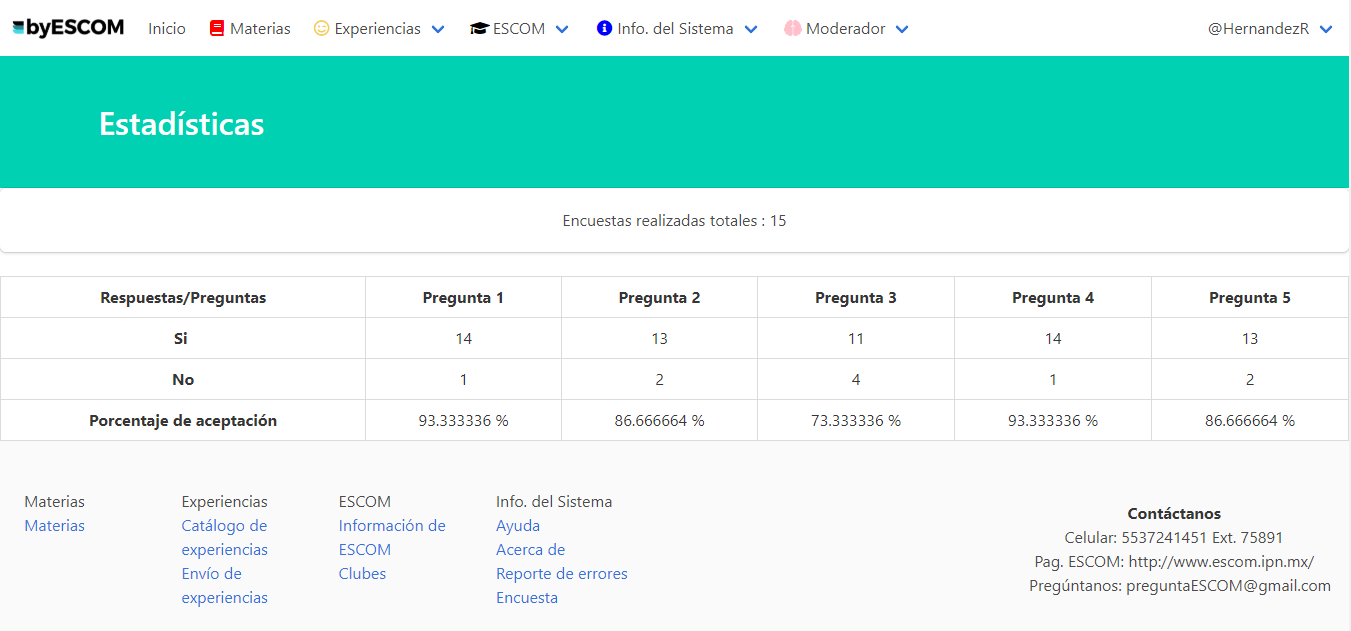 byESCOM Inicio Materias Experiencias ESCOM Info. del Sistema Moderador @HernandezR
Estadísticas
Encuestas realizadas totales : 15
Respuestas/Preguntas Pregunta 1 Pregunta 2 Pregunta 3 Pregunta 4 Pregunta 5
Si 14 13 11 14 13
No 1 2 4 1 2
Porcentaje de aceptación 93.333336 % 86.666664 % 73.333336 % 93.333336 % 86.666664 %
Materias
Materias
Experiencias
Catálogo de
experiencias
Envío de
experiencias
ESCOM
Información de
ESCOM
Clubes
Info. del Sistema
Ayuda
Acerca de
Reporte de errores
Encuesta
Contáctanos
Celular: 5537241451 Ext. 75891
Pag. ESCOM: http://www.escom.ipn.mx/
Pregúntanos: preguntaESCOM@gmail.com